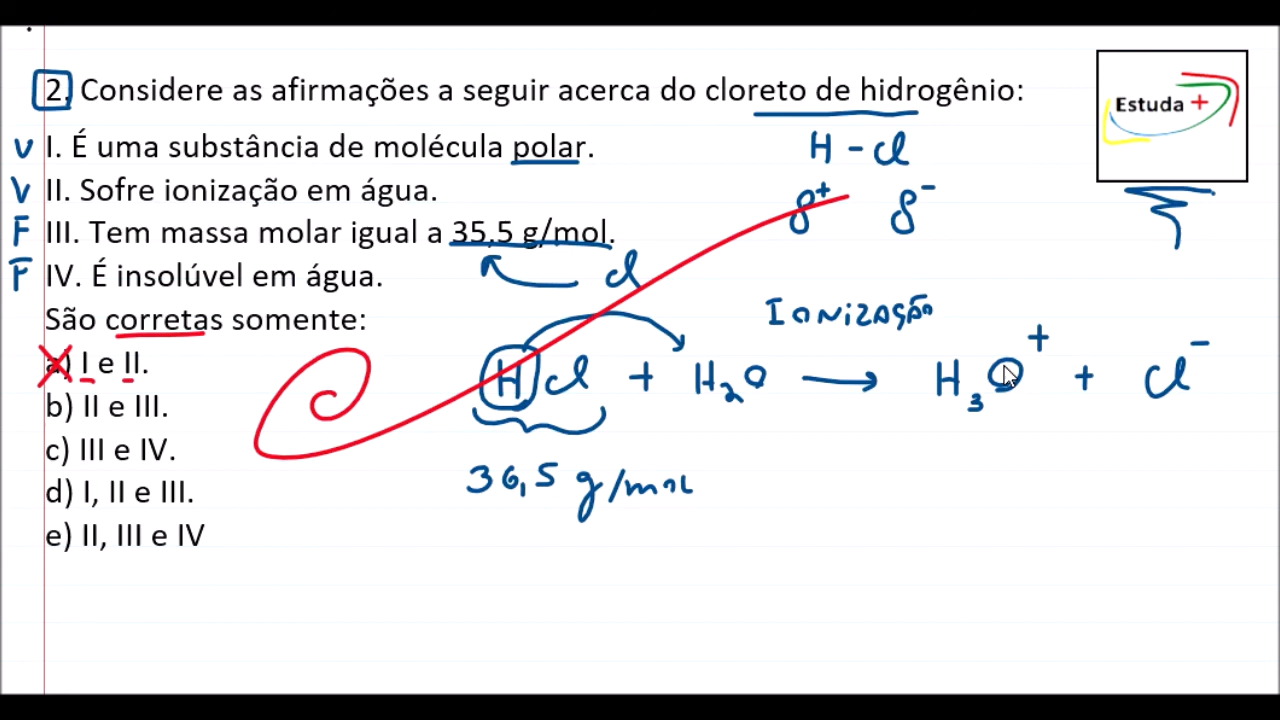 2. Considere as afirmações a seguir acerca do cloreto de hidrogênio:
Estuda +
V I. É uma substância de molécula polar.
H - Cl
V II. Sofre ionização em água.
δ+ δ-
F III. Tem massa molar igual a 35,5 g/mol.
Cl
F IV. É insolúvel em água.
São corretas somente:
Ionização
a) I e II.
HCl + H2O → H3O+ + Cl-
b) II e III.
c) III e IV.
36,5 g/mol
d) I, II e III.
e) II, III e IV